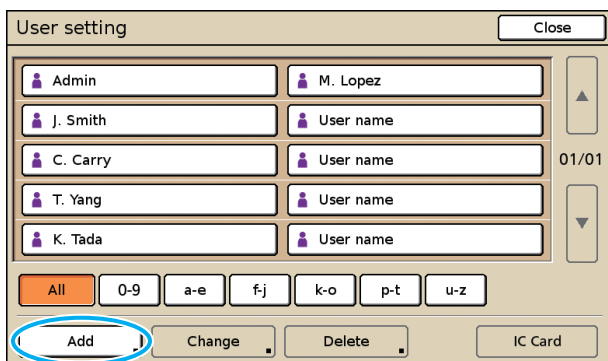 User setting Close
Admin M. Lopez
J. Smith User name
C. Carry User name 01/01
T. Yang User name
K. Tada User name
All 0-9 a-e f-j k-o p-t u-z
Add Change Delete IC Card